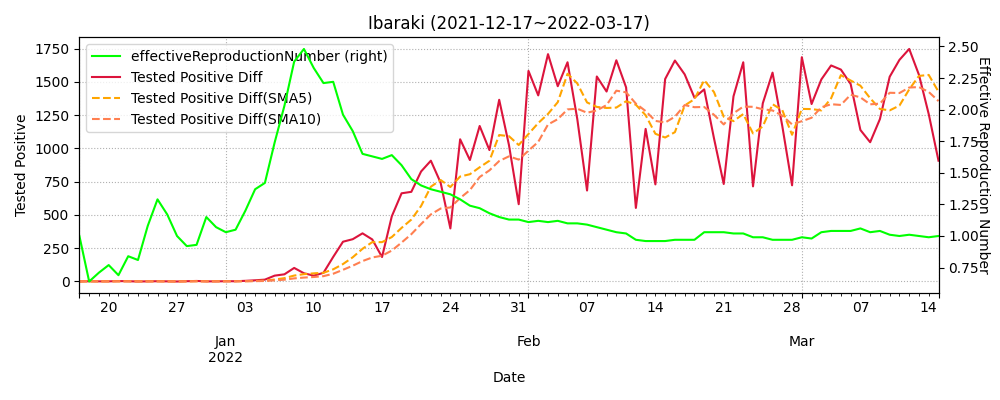 Ibaraki (2021-12-17~2022-03-17)
effectiveReproductionNumber (right)
Tested Positive Diff
Tested Positive Diff(SMA5)
Tested Positive Diff(SMA10)
Tested Positive
1750
1500
1250
1000
750
500
250
0
2.50
2.25
2.00
1.75
1.50
1.25
1.00
0.75
Effective Reproduction Number
20 27 03 10 17 24 31 07 14 21 28 07 14
Jan Feb Mar
2022
Date